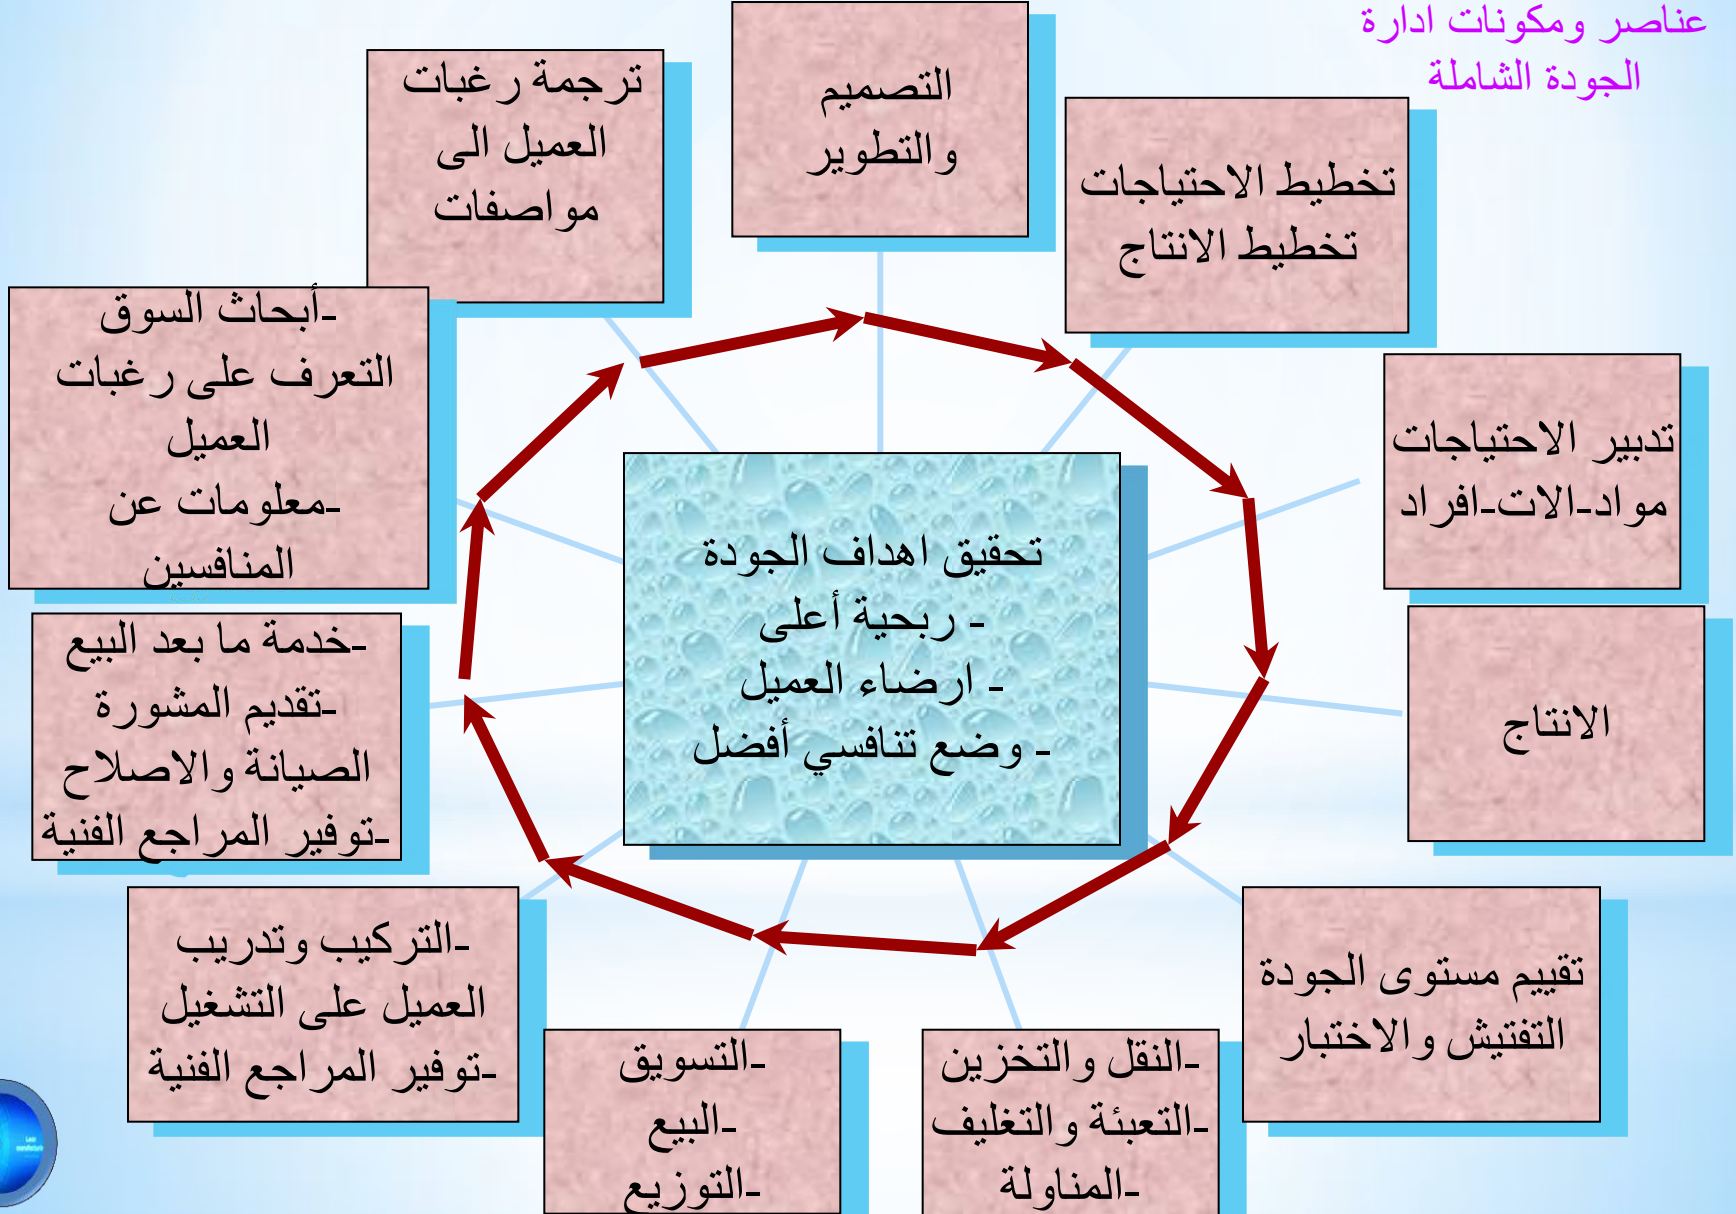 عناصر ومكونات ادارة
الجودة الشاملة
التصميم
والتطوير
تخطيط الاحتياجات
تخطيط الانتاج
تدبير الاحتياجات
مواد-الات-افراد
الانتاج
تقييم مستوى الجودة
التفتيش والاختبار
-النقل والتخزين
-التعبئة والتغليف
-المناولة
-التسويق
-البيع
-التوزيع
-التركيب وتدريب
العميل على التشغيل
-توفير المراجع الفنية
-خدمة ما بعد البيع
-تقديم المشورة
الصيانة والاصلاح
-توفير المراجع الفنية
-أبحاث السوق
التعرف على رغبات
العميل
-معلومات عن
المنافسين
ترجمة رغبات
العميل الى
مواصفات
تحقيق اهداف الجودة
- ربحية أعلى
- ارضاء العميل
- وضع تنافسي أفضل